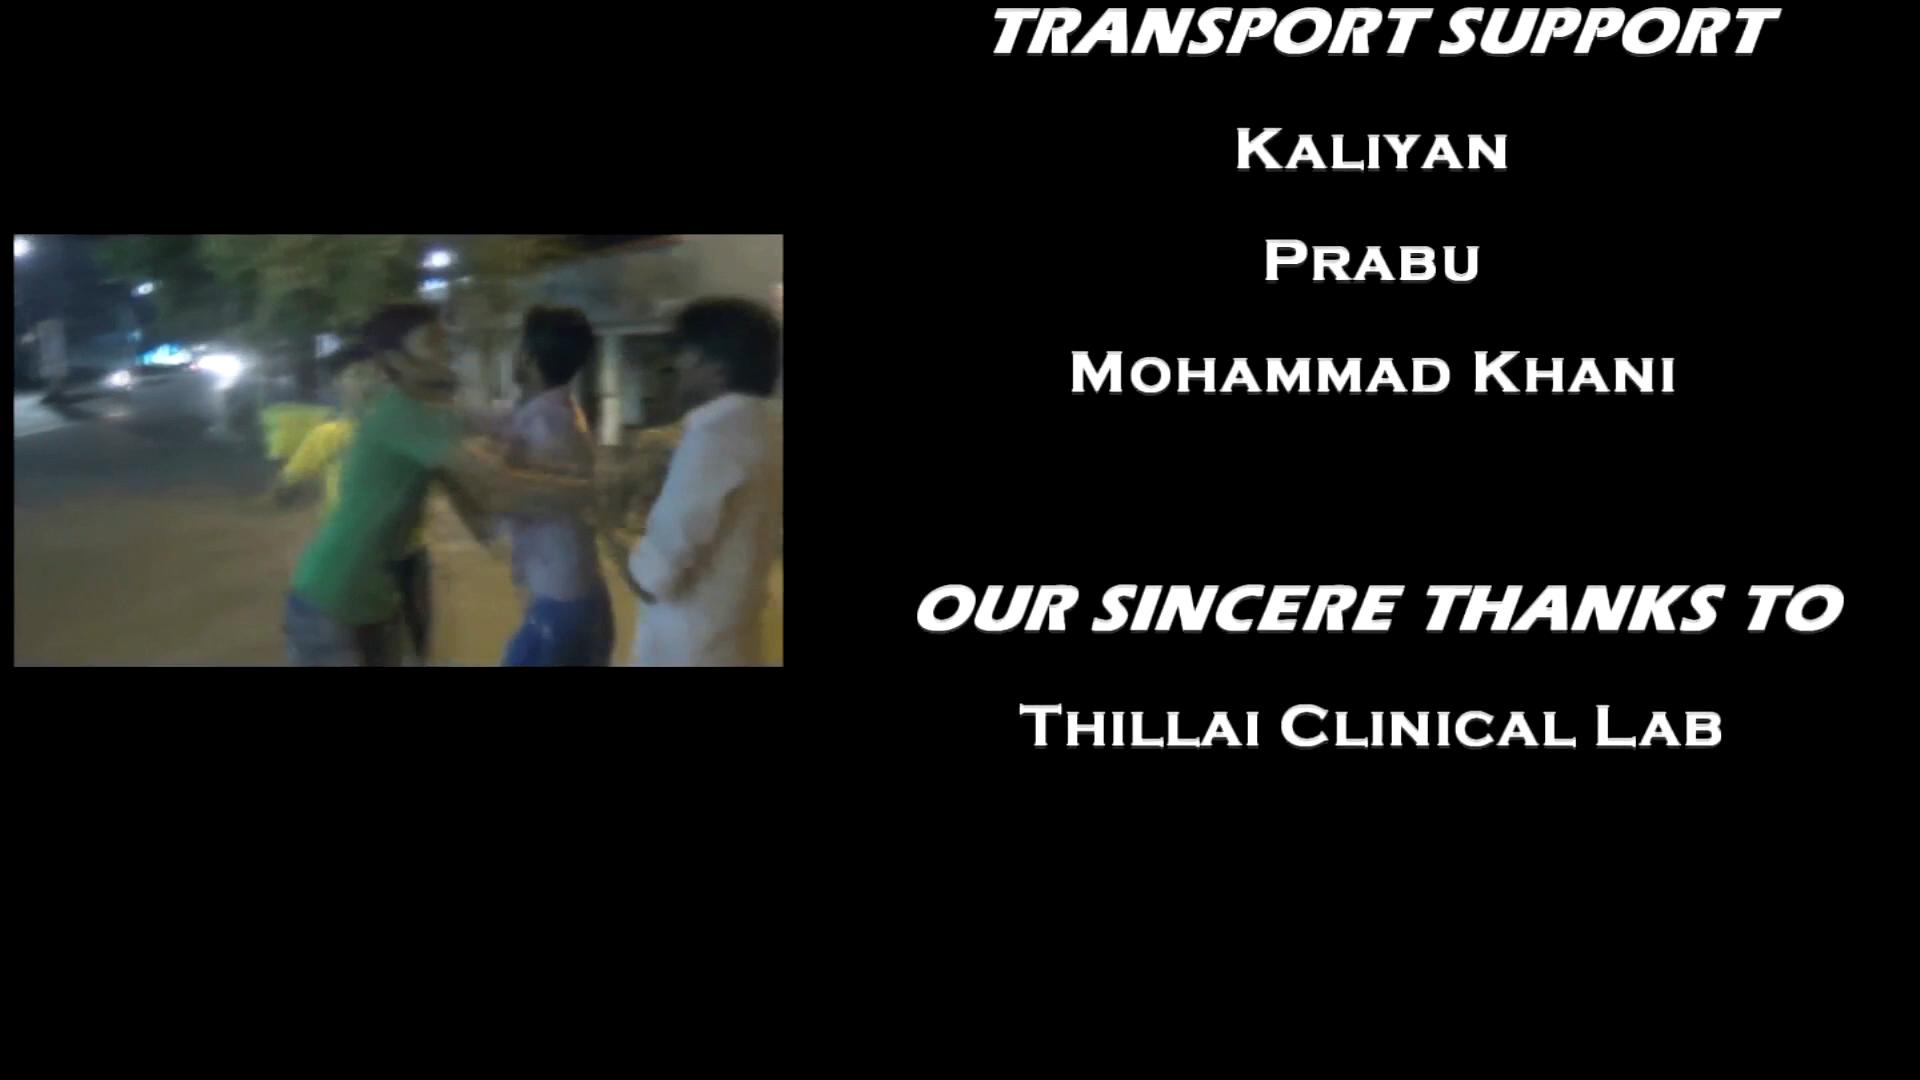 TRANSPORT SUPPORT
KALIYAN
PRABU
MOHAMMAD KHANI
OUR SINCERE THANKS TO
THILLAI CLINICAL LAB